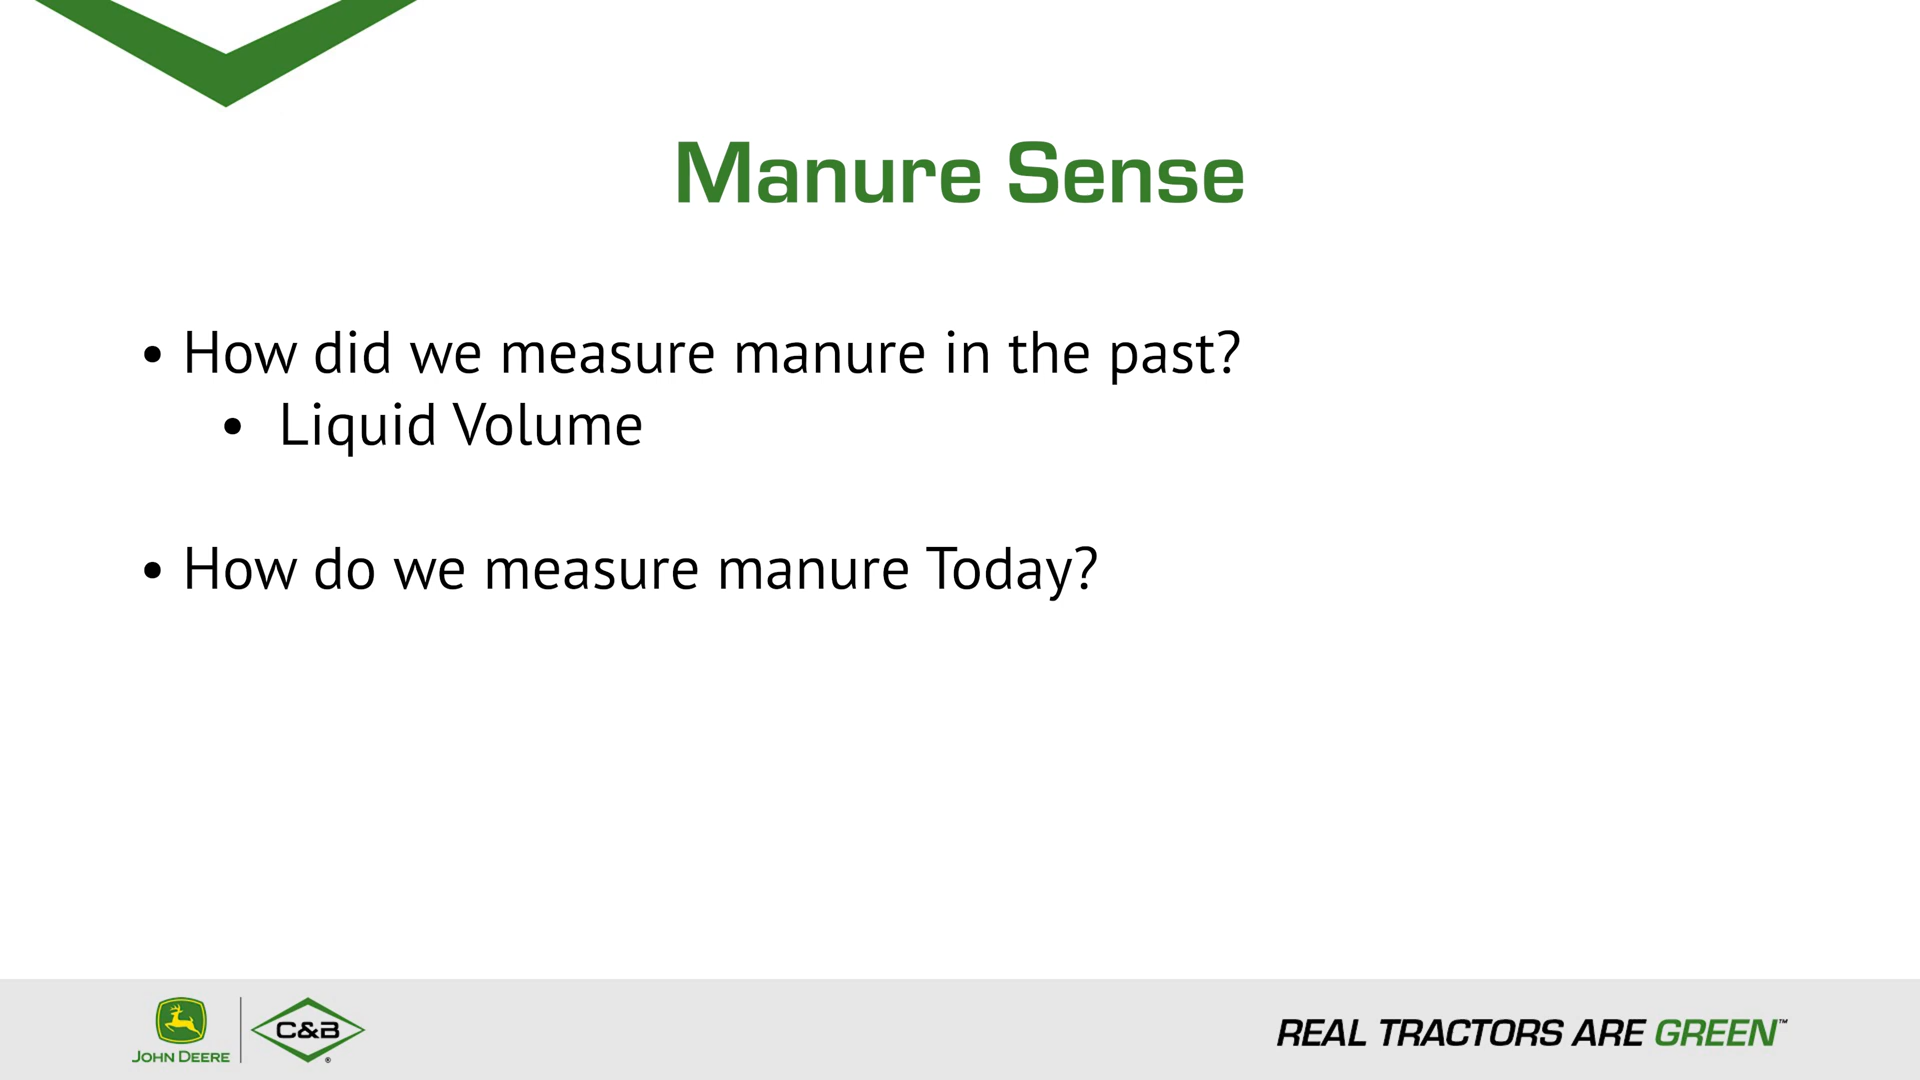 Manure Sense
• How did we measure manure in the past?
• Liquid Volume
• How do we measure manure Today?
JOHN DEERE
C&B
®
REAL TRACTORS ARE GREEN™